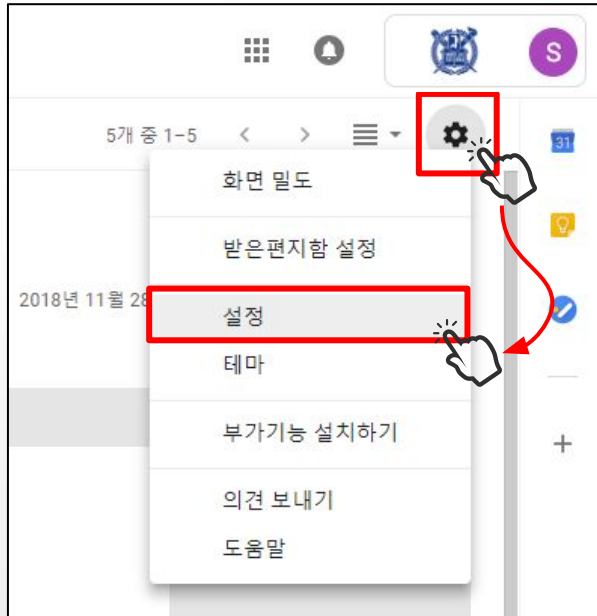 S
5개 중 1-5
31
화면 밀도
받은편지함 설정
2018년 11월 28
설정
테마
부가기능 설치하기
의견 보내기
도움말